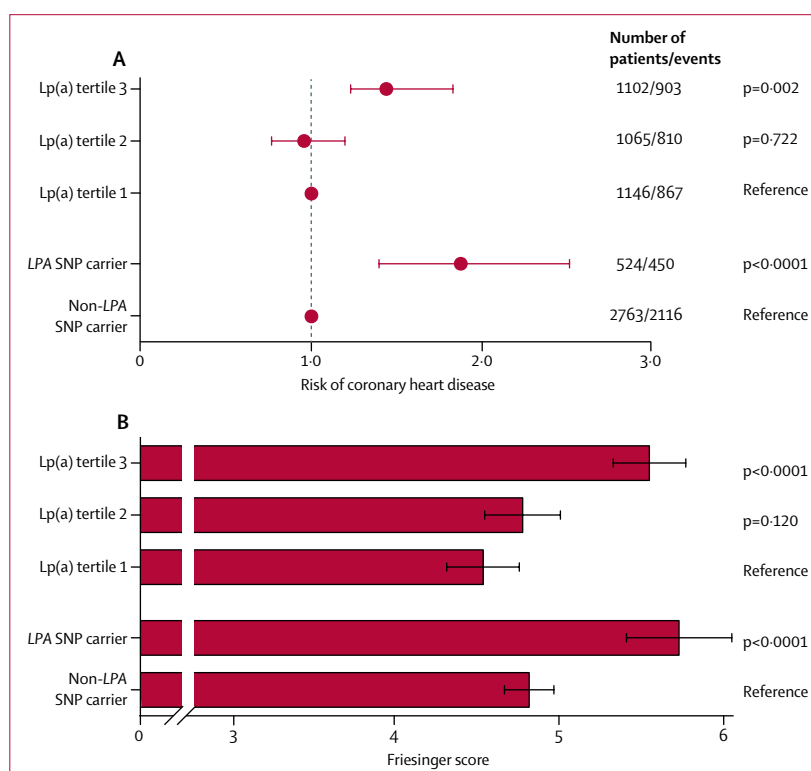 A
Number of
patients/events
Lp(a) tertile 3 1102/903 p=0·002
Lp(a) tertile 2 1065/810 p=0·722
Lp(a) tertile 1 1146/867 Reference
LPA SNP carrier 524/450 p<0·0001
Non-LPA
SNP carrier 2763/2116 Reference
0 1·0 2·0 3·0
Risk of coronary heart disease
B
Lp(a) tertile 3 p<0·0001
Lp(a) tertile 2 p=0·120
Lp(a) tertile 1 Reference
LPA SNP carrier p<0·0001
Non-LPA
SNP carrier Reference
0 3 4 5 6
Friesinger score